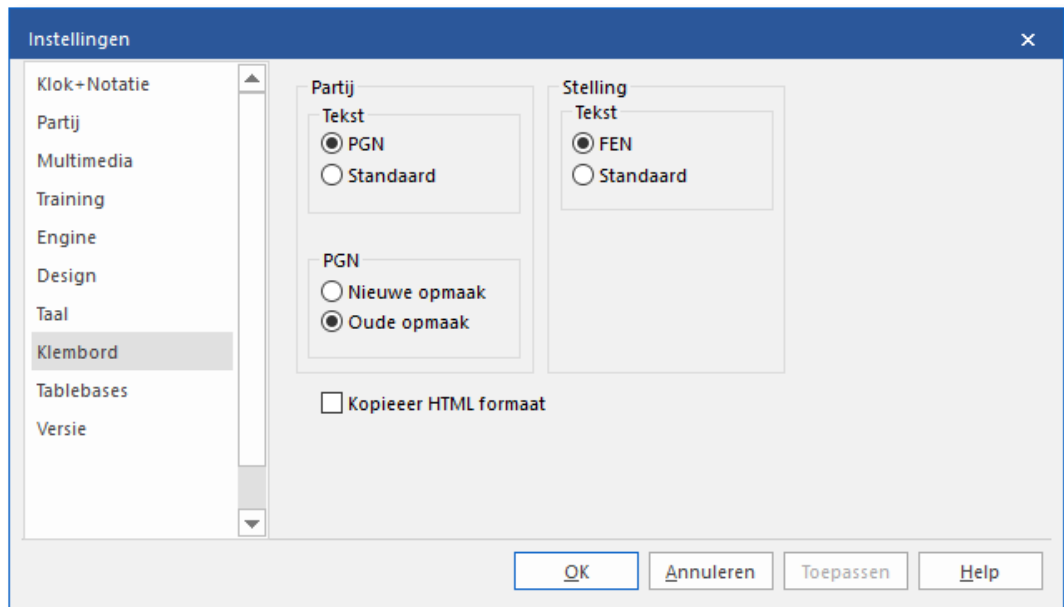 Instellingen
Klok+Notatie
Partij
Multimedia
Training
Engine
Design
Taal
Klembord
Tablebases
Versie
Partij
Tekst
PGN
Standaard
PGN
Nieuwe opmaak
Oude opmaak
Stelling
Tekst
FEN
Standaard
Kopieeer HTML formaat
OK
Annuleren
Toepassen
Help